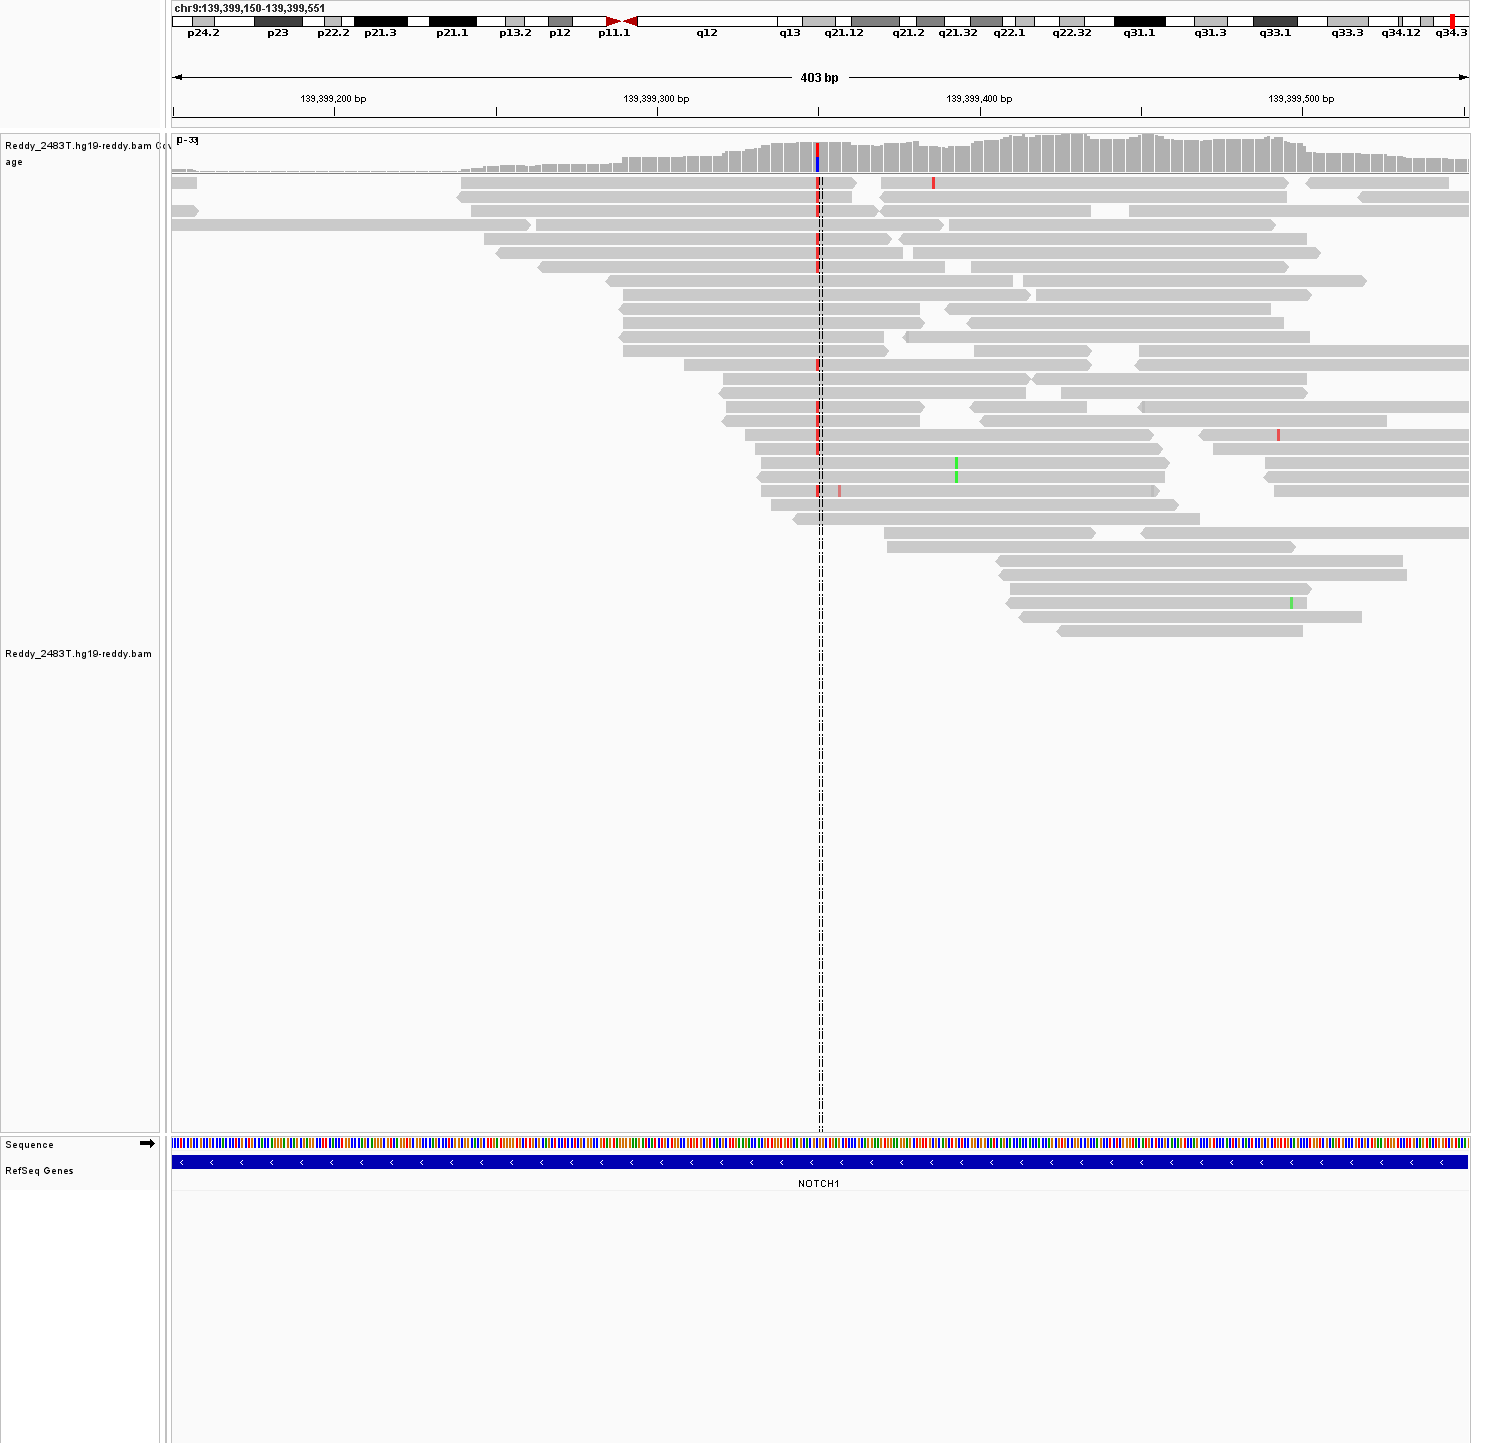 chr9:139,399,150-139,399,551
p24.2 p23 p22.2 p21.3 p21.1 p13.2 p12 p11.1 q12 q13 q21.12 q21.2 q21.32 q22.1 q22.32 q31.1 q31.3 q33.1 q33.3 q34.12 q34.3
403 bp
139,399,200 bp 139,399,300 bp 139,399,400 bp 139,399,500 bp
Reddy_2483T.hg19-reddy.bam Cov
age
[0 - 33]
Reddy_2483T.hg19-reddy.bam
Sequence
RefSeq Genes
NOTCH1